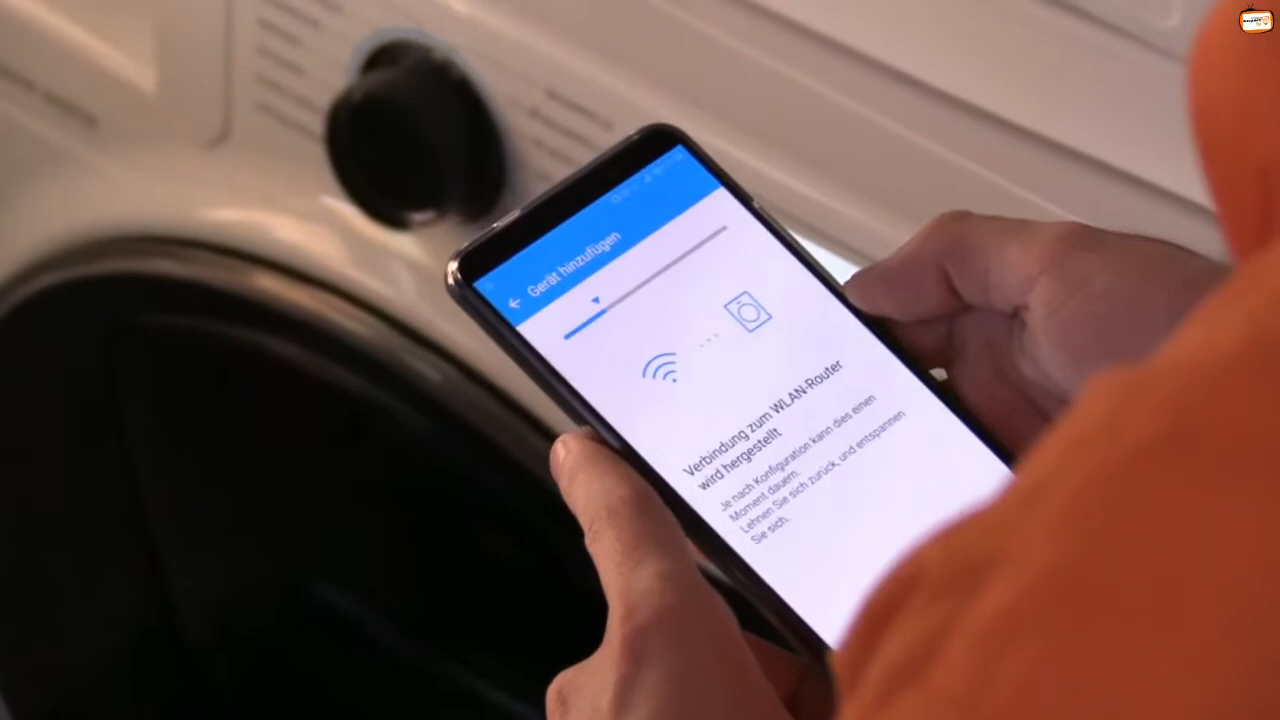 Gerät hinzufügen
Verbindung zum WLAN-Router
wird hergestellt
Je nach Konfiguration kann dies einen
Moment dauern.
Lehnen Sie sich zurück, und entspannen
Sie sich.